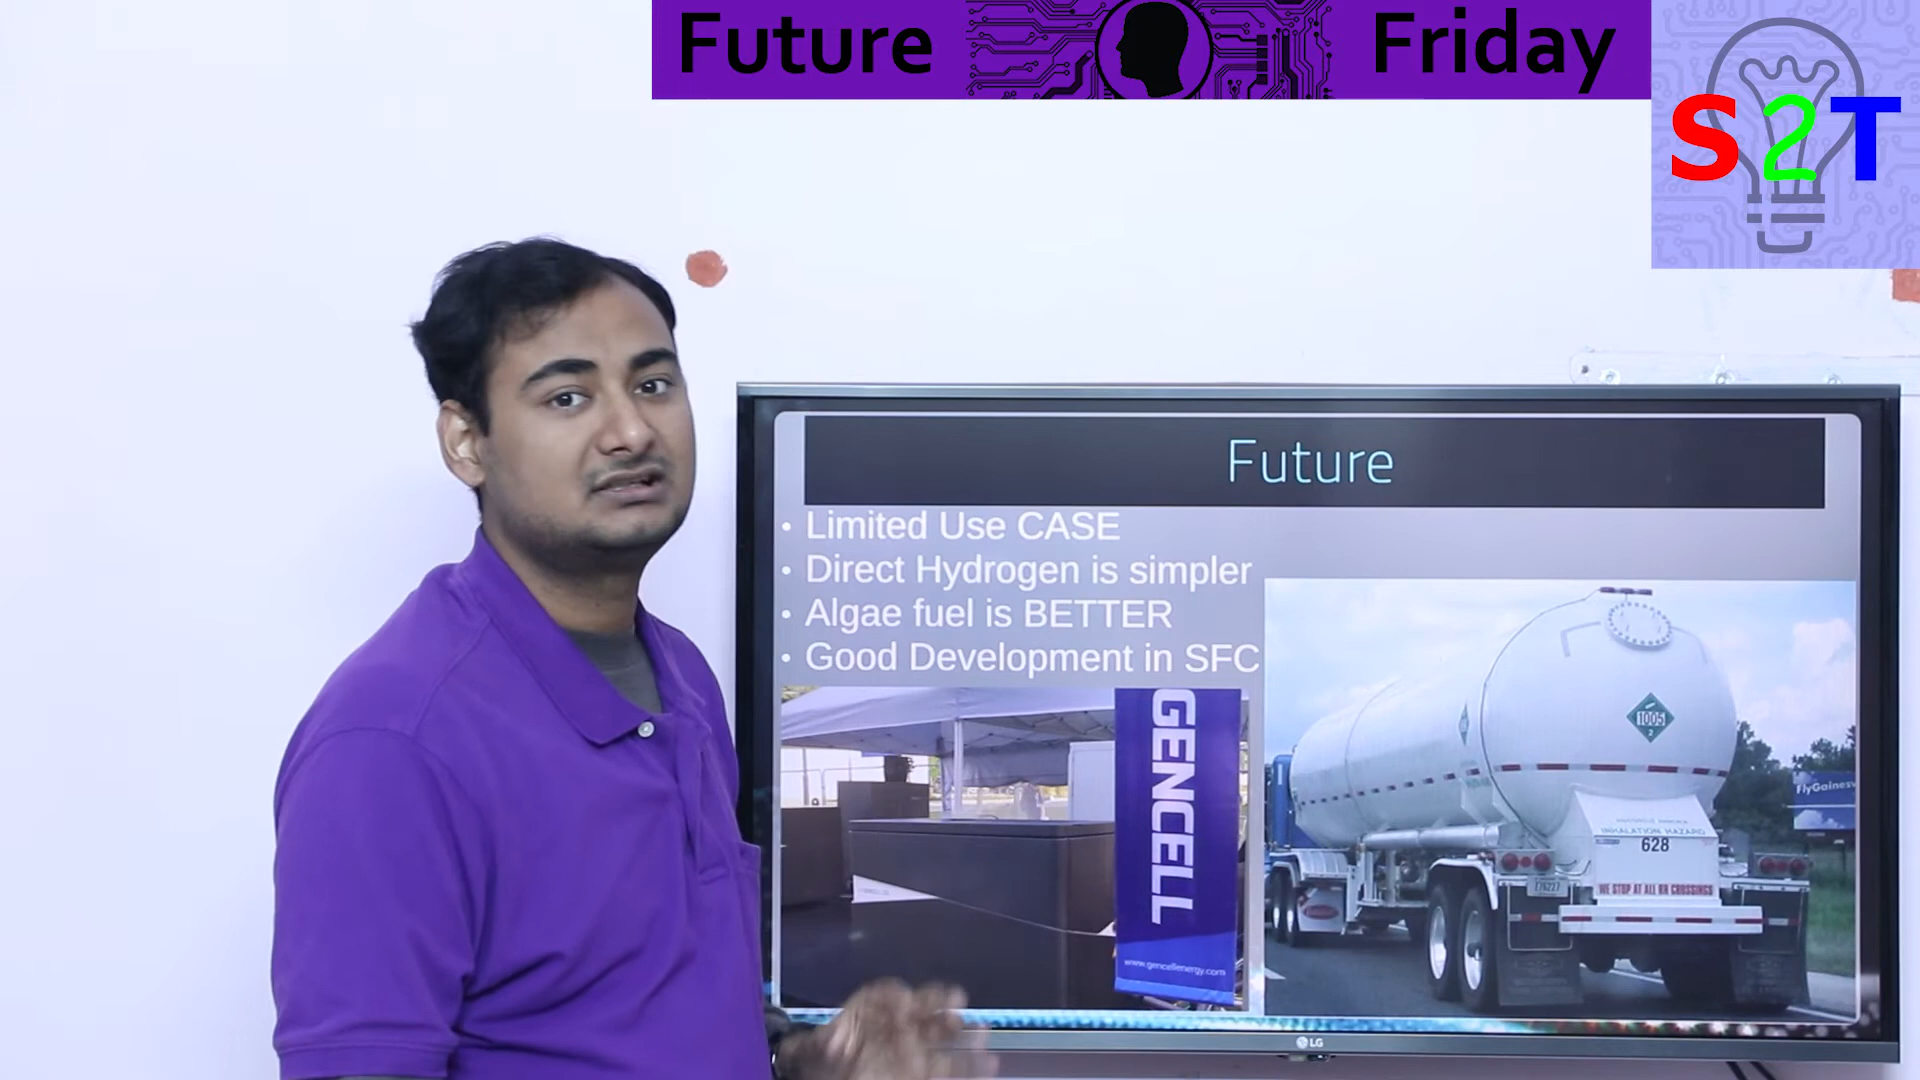 Future Friday
S2T
Future
• Limited Use CASE
• Direct Hydrogen is simpler
• Algae fuel is BETTER
• Good Development in SFC
GENCELL
www.gencellenergy.com
1005
2
INHALATION HAZARD
628
WE STOP AT ALL RR CROSSINGS
LG